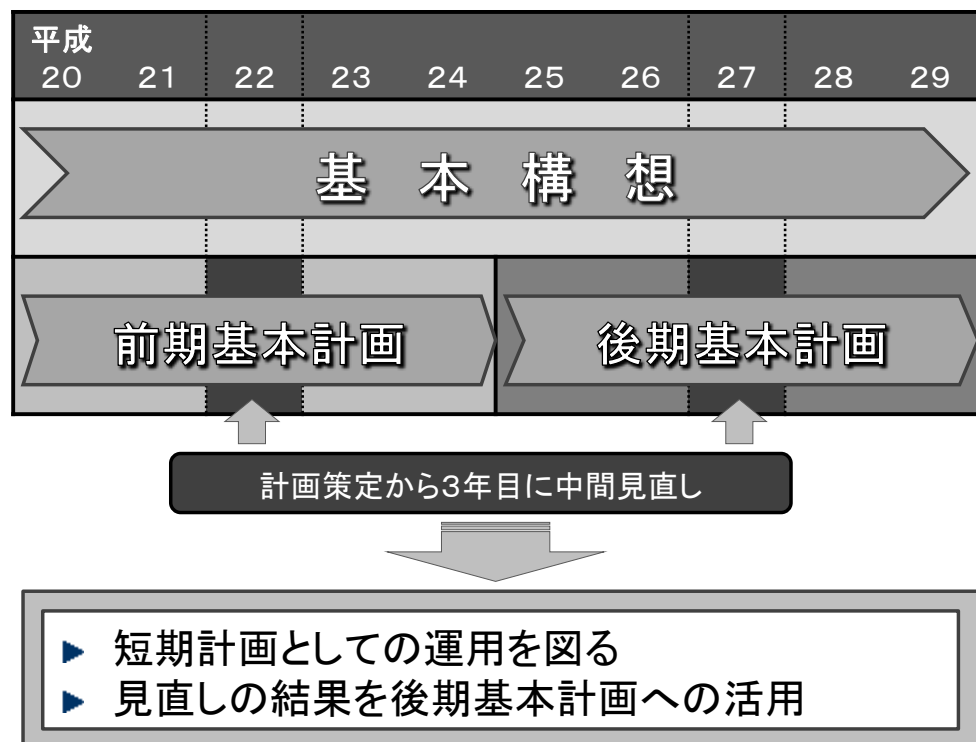 平成
20 21 22 23 24 25 26 27 28 29
基本構想
前期基本計画 後期基本計画
計画策定から3年目に中間見直し
短期計画としての運用を図る
見直しの結果を後期基本計画への活用